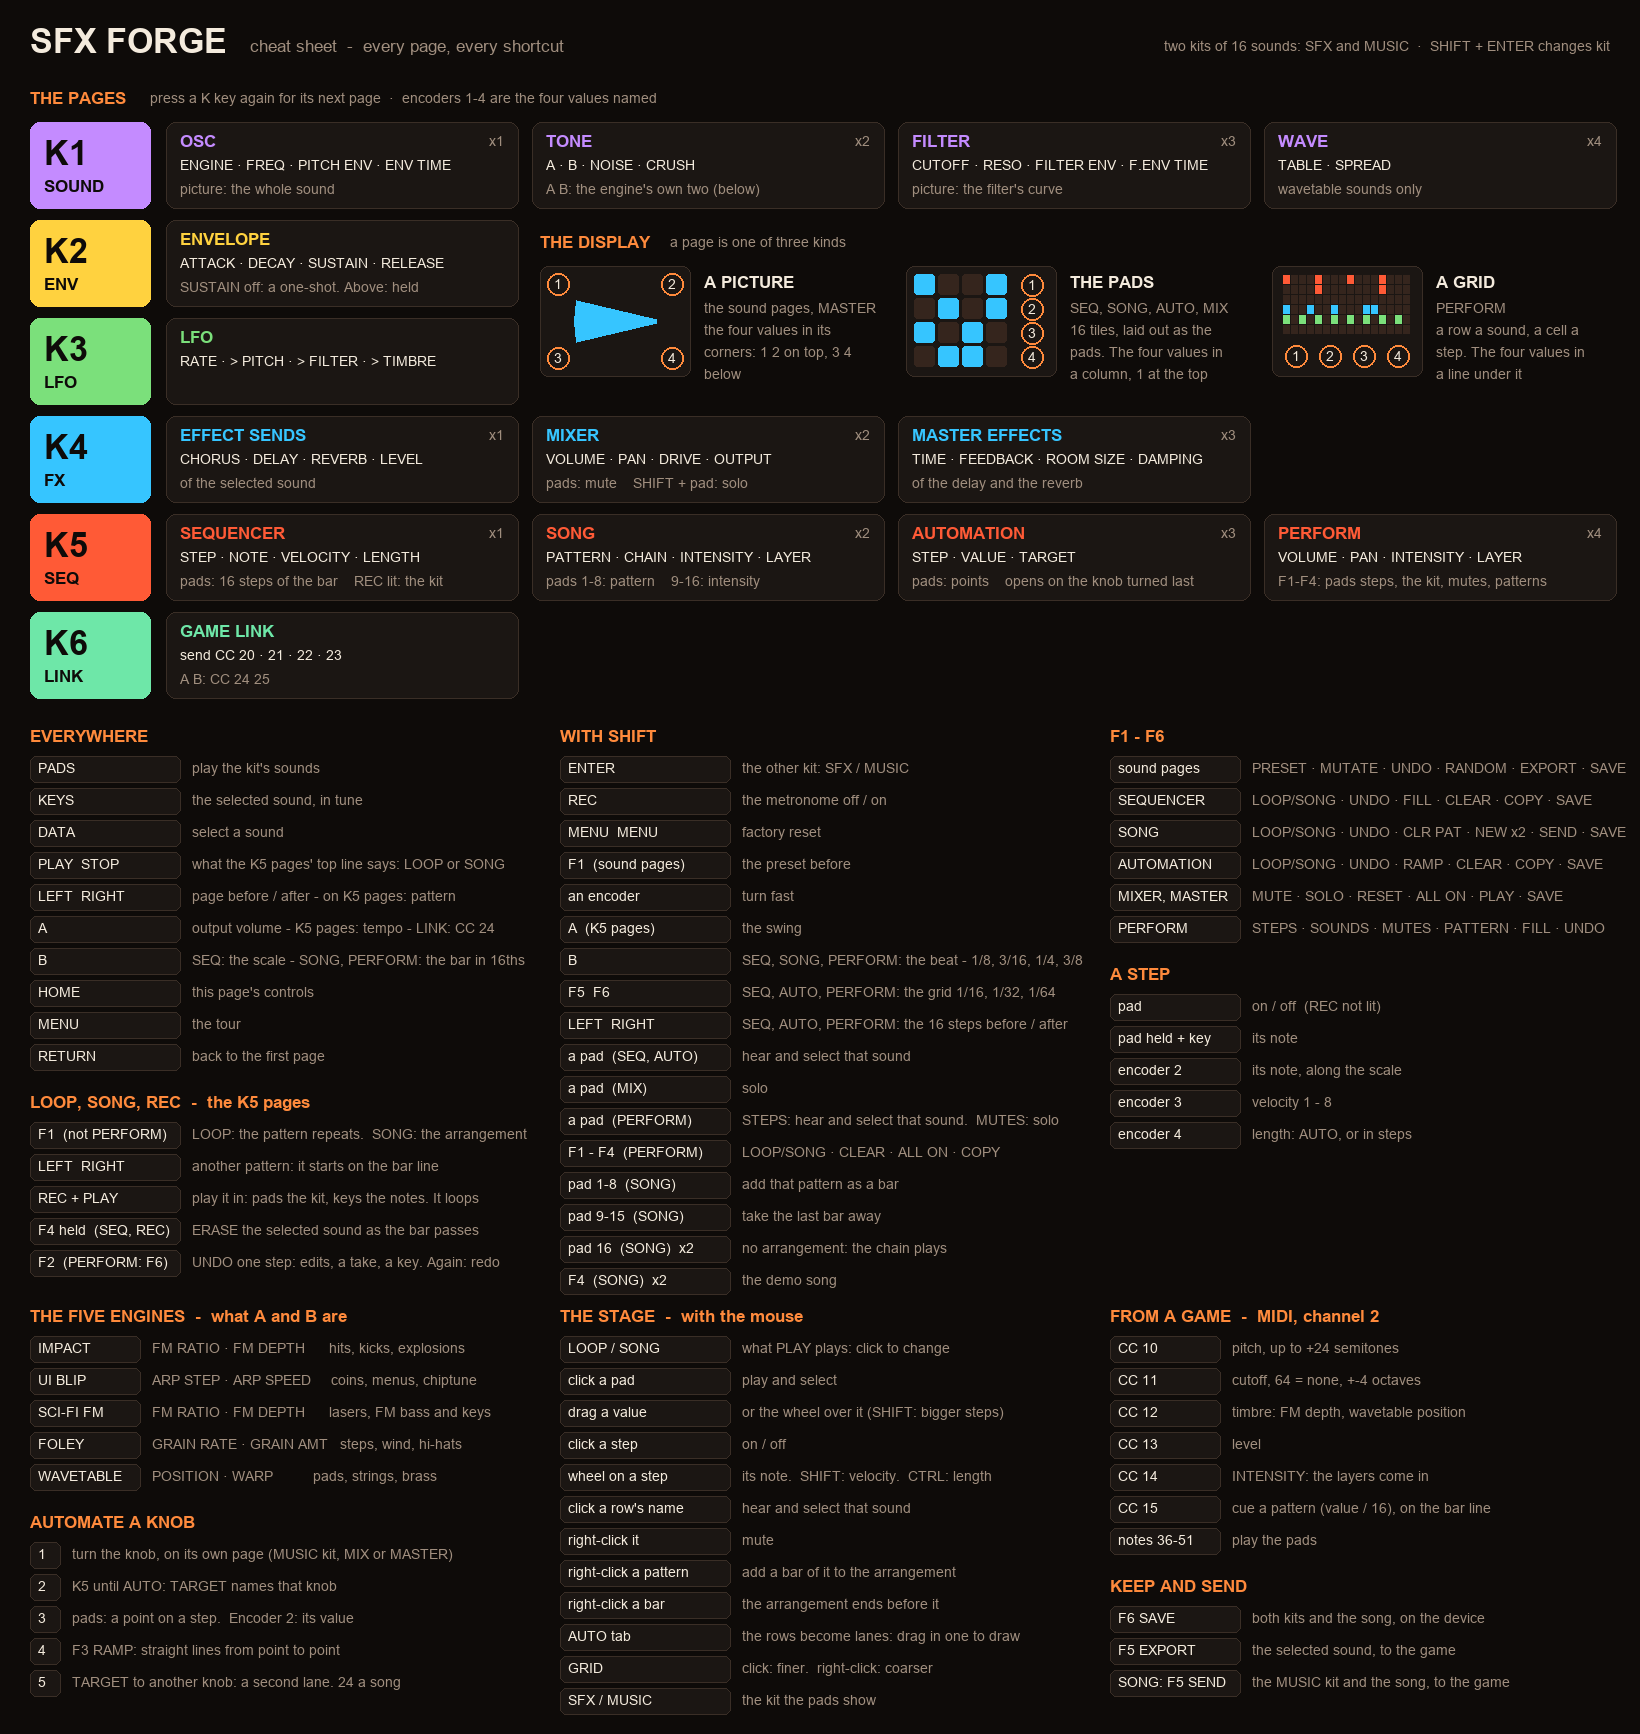 SFX FORGE cheat sheet - every page, every shortcut two kits of 16 sounds: SFX and MUSIC · SHIFT + ENTER changes kit
THE PAGES press a K key again for its next page · encoders 1-4 are the four values named
K1
SOUND
OSC x1
ENGINE · FREQ · PITCH ENV · ENV TIME
picture: the whole sound
TONE x2
A · B · NOISE · CRUSH
A B: the engine's own two (below)
FILTER x3
CUTOFF · RESO · FILTER ENV · F.ENV TIME
picture: the filter's curve
WAVE x4
TABLE · SPREAD
wavetable sounds only
K2
ENV
ENVELOPE
ATTACK · DECAY · SUSTAIN · RELEASE
SUSTAIN off: a one-shot. Above: held
K3
LFO
LFO
RATE · > PITCH · > FILTER · > TIMBRE
THE DISPLAY a page is one of three kinds
1 2
3 4
A PICTURE
the sound pages, MASTER
the four values in its
corners: 1 2 on top, 3 4
below
1
2
3
4
THE PADS
SEQ, SONG, AUTO, MIX
16 tiles, laid out as the
pads. The four values in
a column, 1 at the top
1 2 3 4
A GRID
PERFORM
a row a sound, a cell a
step. The four values in
a line under it
K4
FX
EFFECT SENDS x1
CHORUS · DELAY · REVERB · LEVEL
of the selected sound
MIXER x2
VOLUME · PAN · DRIVE · OUTPUT
pads: mute SHIFT + pad: solo
MASTER EFFECTS x3
TIME · FEEDBACK · ROOM SIZE · DAMPING
of the delay and the reverb
K5
SEQ
SEQUENCER x1
STEP · NOTE · VELOCITY · LENGTH
pads: 16 steps of the bar REC lit: the kit
SONG x2
PATTERN · CHAIN · INTENSITY · LAYER
pads 1-8: pattern 9-16: intensity
AUTOMATION x3
STEP · VALUE · TARGET
pads: points opens on the knob turned last
PERFORM x4
VOLUME · PAN · INTENSITY · LAYER
F1-F4: pads steps, the kit, mutes, patterns
K6
LINK
GAME LINK
send CC 20 · 21 · 22 · 23
A B: CC 24 25
EVERYWHERE
PADS play the kit's sounds
KEYS the selected sound, in tune
DATA select a sound
PLAY STOP what the K5 pages' top line says: LOOP or SONG
LEFT RIGHT page before / after - on K5 pages: pattern
A output volume - K5 pages: tempo - LINK: CC 24
B SEQ: the scale - SONG, PERFORM: the bar in 16ths
HOME this page's controls
MENU the tour
RETURN back to the first page
LOOP, SONG, REC - the K5 pages
F1 (not PERFORM) LOOP: the pattern repeats. SONG: the arrangement
LEFT RIGHT another pattern: it starts on the bar line
REC + PLAY play it in: pads the kit, keys the notes. It loops
F4 held (SEQ, REC) ERASE the selected sound as the bar passes
F2 (PERFORM: F6) UNDO one step: edits, a take, a key. Again: redo
WITH SHIFT
ENTER the other kit: SFX / MUSIC
REC the metronome off / on
MENU MENU factory reset
F1 (sound pages) the preset before
an encoder turn fast
A (K5 pages) the swing
B SEQ, SONG, PERFORM: the beat - 1/8, 3/16, 1/4, 3/8
F5 F6 SEQ, AUTO, PERFORM: the grid 1/16, 1/32, 1/64
LEFT RIGHT SEQ, AUTO, PERFORM: the 16 steps before / after
a pad (SEQ, AUTO) hear and select that sound
a pad (MIX) solo
a pad (PERFORM) STEPS: hear and select that sound. MUTES: solo
F1 - F4 (PERFORM) LOOP/SONG · CLEAR · ALL ON · COPY
pad 1-8 (SONG) add that pattern as a bar
pad 9-15 (SONG) take the last bar away
pad 16 (SONG) x2 no arrangement: the chain plays
F4 (SONG) x2 the demo song
F1 - F6
sound pages PRESET · MUTATE · UNDO · RANDOM · EXPORT · SAVE
SEQUENCER LOOP/SONG · UNDO · FILL · CLEAR · COPY · SAVE
SONG LOOP/SONG · UNDO · CLR PAT · NEW x2 · SEND · SAVE
AUTOMATION LOOP/SONG · UNDO · RAMP · CLEAR · COPY · SAVE
MIXER, MASTER MUTE · SOLO · RESET · ALL ON · PLAY · SAVE
PERFORM STEPS · SOUNDS · MUTES · PATTERN · FILL · UNDO
A STEP
pad on / off (REC not lit)
pad held + key its note
encoder 2 its note, along the scale
encoder 3 velocity 1 - 8
encoder 4 length: AUTO, or in steps
THE FIVE ENGINES - what A and B are
IMPACT FM RATIO · FM DEPTH hits, kicks, explosions
UI BLIP ARP STEP · ARP SPEED coins, menus, chiptune
SCI-FI FM FM RATIO · FM DEPTH lasers, FM bass and keys
FOLEY GRAIN RATE · GRAIN AMT steps, wind, hi-hats
WAVETABLE POSITION · WARP pads, strings, brass
AUTOMATE A KNOB
1 turn the knob, on its own page (MUSIC kit, MIX or MASTER)
2 K5 until AUTO: TARGET names that knob
3 pads: a point on a step. Encoder 2: its value
4 F3 RAMP: straight lines from point to point
5 TARGET to another knob: a second lane. 24 a song
THE STAGE - with the mouse
LOOP / SONG what PLAY plays: click to change
click a pad play and select
drag a value or the wheel over it (SHIFT: bigger steps)
click a step on / off
wheel on a step its note. SHIFT: velocity. CTRL: length
click a row's name hear and select that sound
right-click it mute
right-click a pattern add a bar of it to the arrangement
right-click a bar the arrangement ends before it
AUTO tab the rows become lanes: drag in one to draw
GRID click: finer. right-click: coarser
SFX / MUSIC the kit the pads show
FROM A GAME - MIDI, channel 2
CC 10 pitch, up to +24 semitones
CC 11 cutoff, 64 = none, +-4 octaves
CC 12 timbre: FM depth, wavetable position
CC 13 level
CC 14 INTENSITY: the layers come in
CC 15 cue a pattern (value / 16), on the bar line
notes 36-51 play the pads
KEEP AND SEND
F6 SAVE both kits and the song, on the device
F5 EXPORT the selected sound, to the game
SONG: F5 SEND the MUSIC kit and the song, to the game